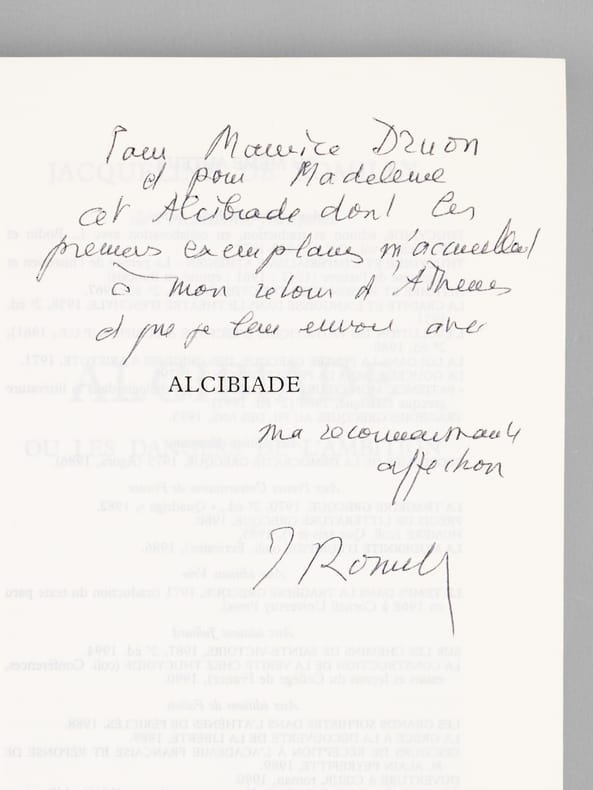 Pour Maurice Druon
et pour Madeleine
cet Alcibiade dont les
premiers exemplaires m'accueillent
à mon retour d'Athènes
et que je leur envoie avec
ALCIBIADE
ma reconnaissante
affection
J Romilly